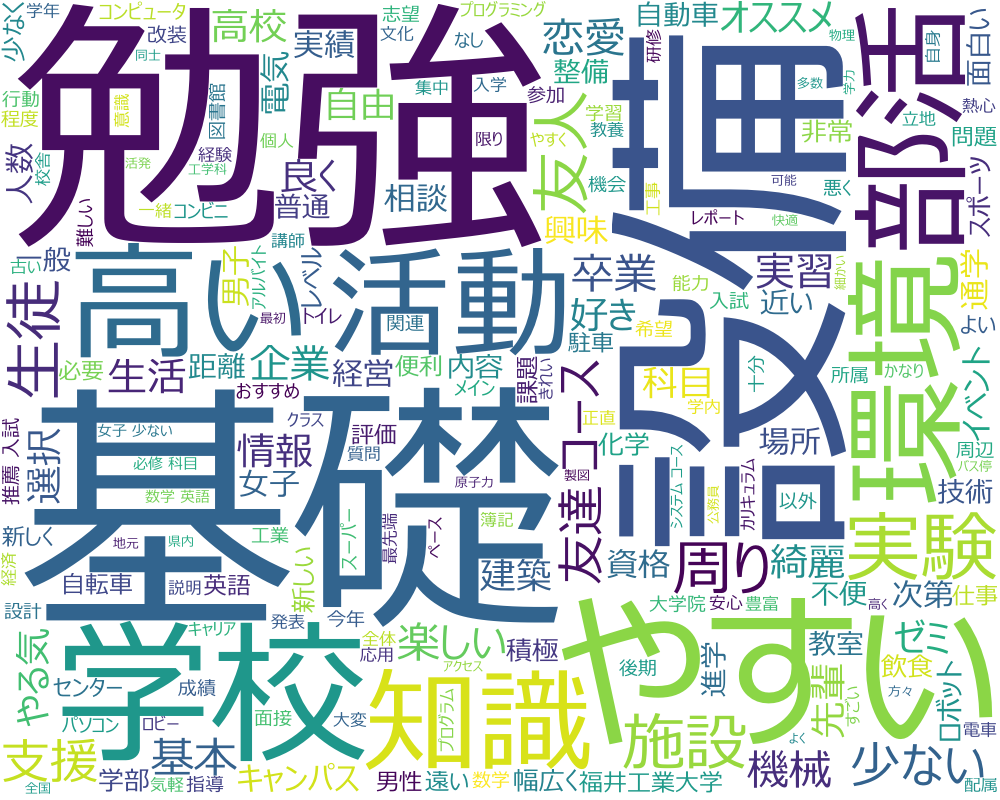 勉強
設備
基礎
高い
活動
やすい
学校
知識
部活
環境
実験
生徒
友人
友達
コース
周り
施設
支援
少ない
機械
綺麗
建築
情報
企業
卒業
実習
恋愛
オススメ
自動車
面白い
少なく
学年
コンピュータ
改装
同士
高校
実績
電気
志望
文化
プログラミング
なし
研修
物理
自身
整備
多数
学力
行動
程度
意識
図書館
自由
集中
入学
参加
学習
教養
やすく
限り
非常
立地
熱心
問題
人数
校舎
活発
経験
個人
工学科
良く
相談
機会
悪く
スポーツ
難しい
一緒
コンビニ
普通
興味
工事
レポート
可能
快適
講師
古い
一般
男子
アルバイト
レベル
トイレ
最初
関連
好き
能力
入試
近い
細かい
通学
よい
希望
駐車
必要
生活
距離
便利
内容
経営
おすすめ
メイン
課題
きれい
科目
学内
十分
所属
かなり
イベント
周辺
バス停
推薦 入試
選択
女子 少ない
クラス
評価
質問
正直
化学
場所
以外
技術
必修 科目
数学 英語
女子
原子力
製図
システム コース
公務員
カリキュラム
新しく
工業
スーパー
最先端
ペース
簿記
資格
地元
県内
経済
自転車
説明
英語
新しい
不便
次第
仕事
大学院
安心
豊富
高く
設計
キャリア
発表
今年
全体
応用
楽しい
積極
アクセス
後期
進学
教室
先輩
すごい
ゼミ
飲食
方々
やる気
センター
成績
面接
大変
プログラム
ロボット
電車
パソコン
ロビー
基本
キャンパス
男性
遠い
数学
幅広く
福井工業大学
よく
配属
全国
学部
気軽
指導